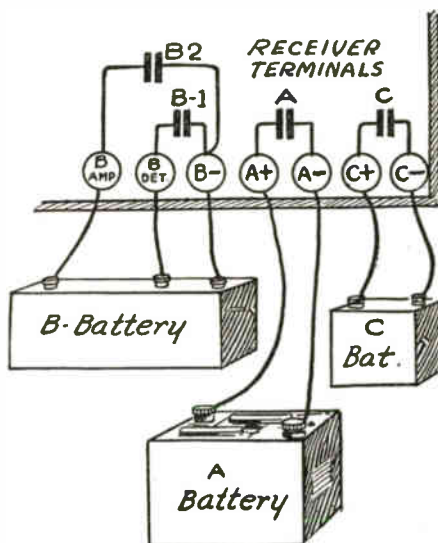 B2
RECEIVER
TERMINALS
B-1
A
C
B
AMP
B
DET.
B-
A+
A-
C+
C-
B-Battery
C
Bat.
A
Battery